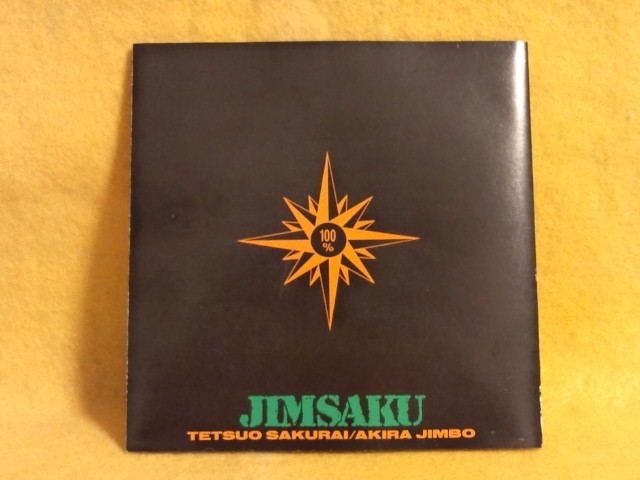 100
%
JIMSAKU
TETSUO SAKURAI/AKIRA JIMBO